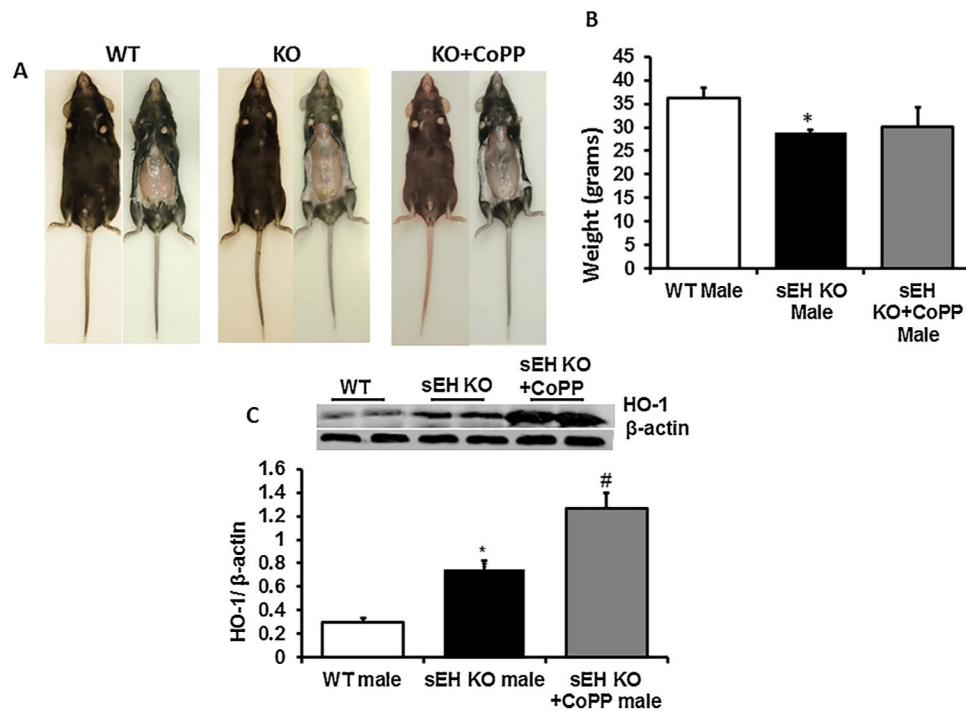 A
WT
KO
KO+CoPP
B
Weight (grams)
45
40
35
30
25
20
15
10
5
0
*
WT Male
sEH KO
Male
sEH
KO+CoPP
Male
C
WT
sEH KO
sEH KO
+CoPP
HO-1
β-actin
HO-1/ β-actin
1.6
1.4
1.2
1
0.8
0.6
0.4
0.2
0
*
#
WT male
sEH KO male
sEH KO
+CoPP male